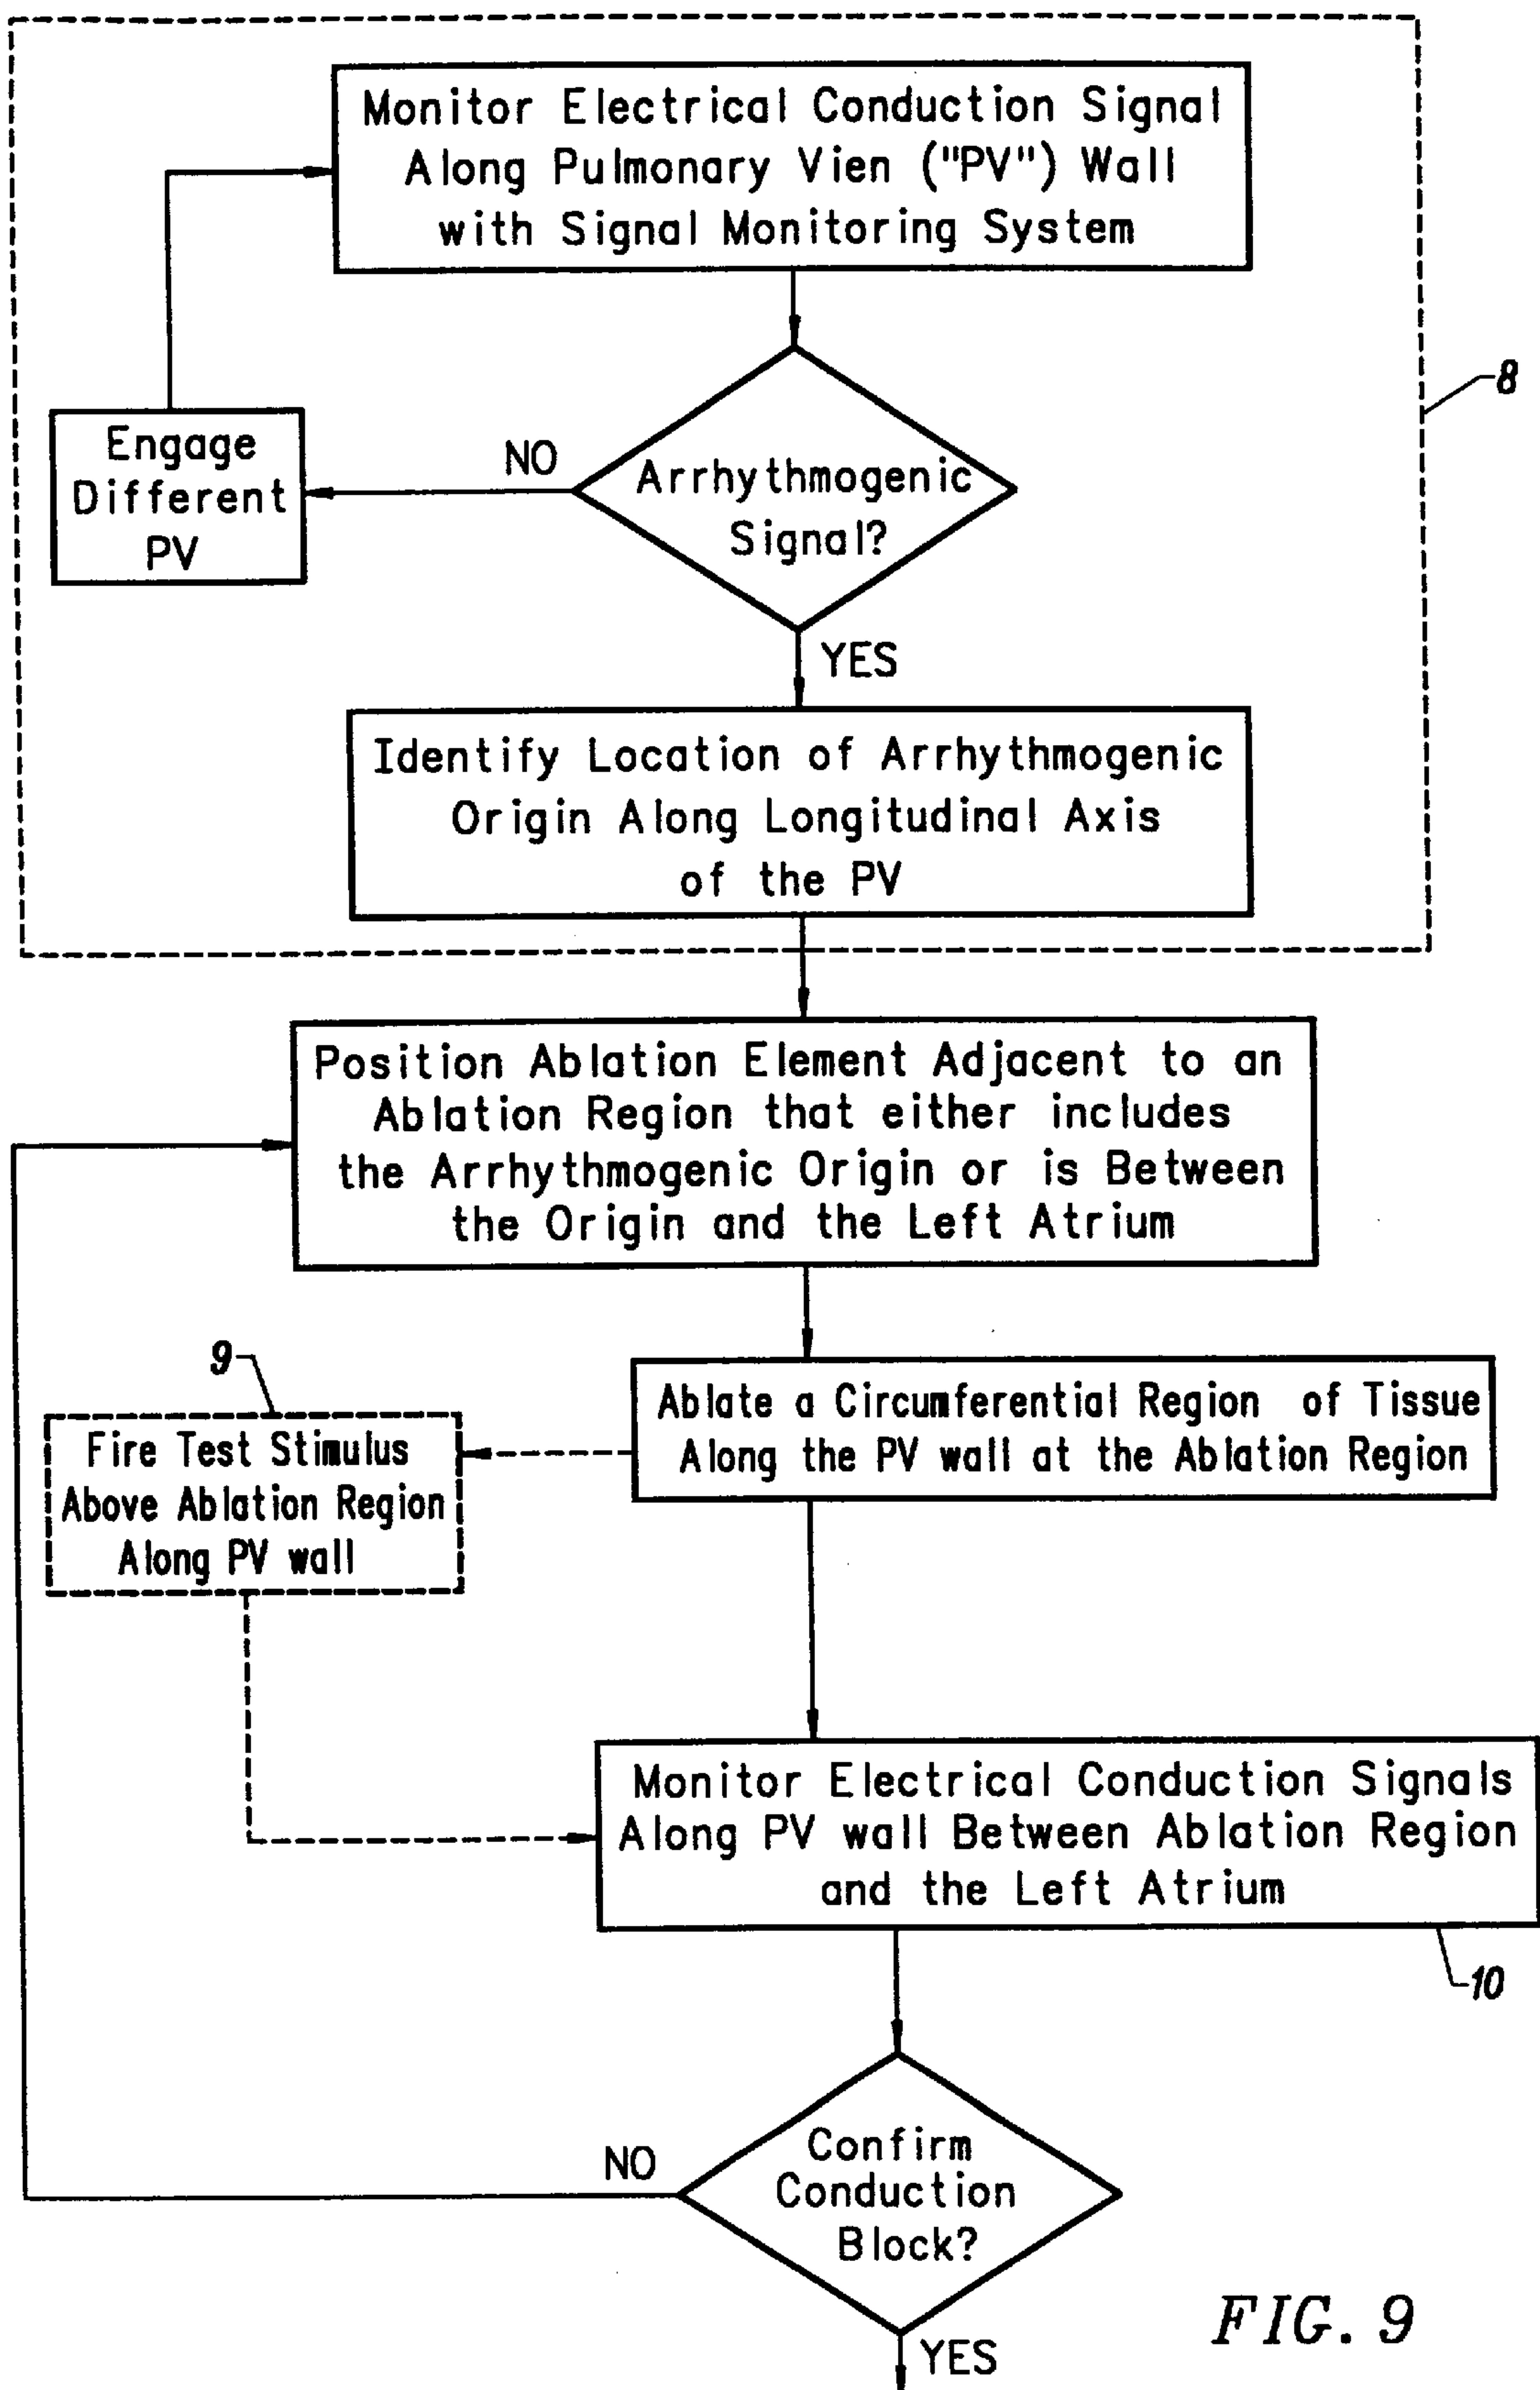 Monitor Electrical Conduction Signal
Along Pulmonary Vien ("PV") Wall
with Signal Monitoring System
8
Engage
Different
PV
NO
Arrhythmogenic
Signal?
YES
Identify Location of Arrhythmogenic
Origin Along Longitudinal Axis
of the PV
Position Ablation Element Adjacent to an
Ablation Region that either includes
the Arrhythmogenic Origin or is Between
the Origin and the Left Atrium
9
Fire Test Stimulus
Above Ablation Region
Along PV wall
Ablate a Circumferential Region of Tissue
Along the PV wall at the Ablation Region
Monitor Electrical Conduction Signals
Along PV wall Between Ablation Region
and the Left Atrium
10
NO
Confirm
Conduction
Block?
YES
FIG. 9